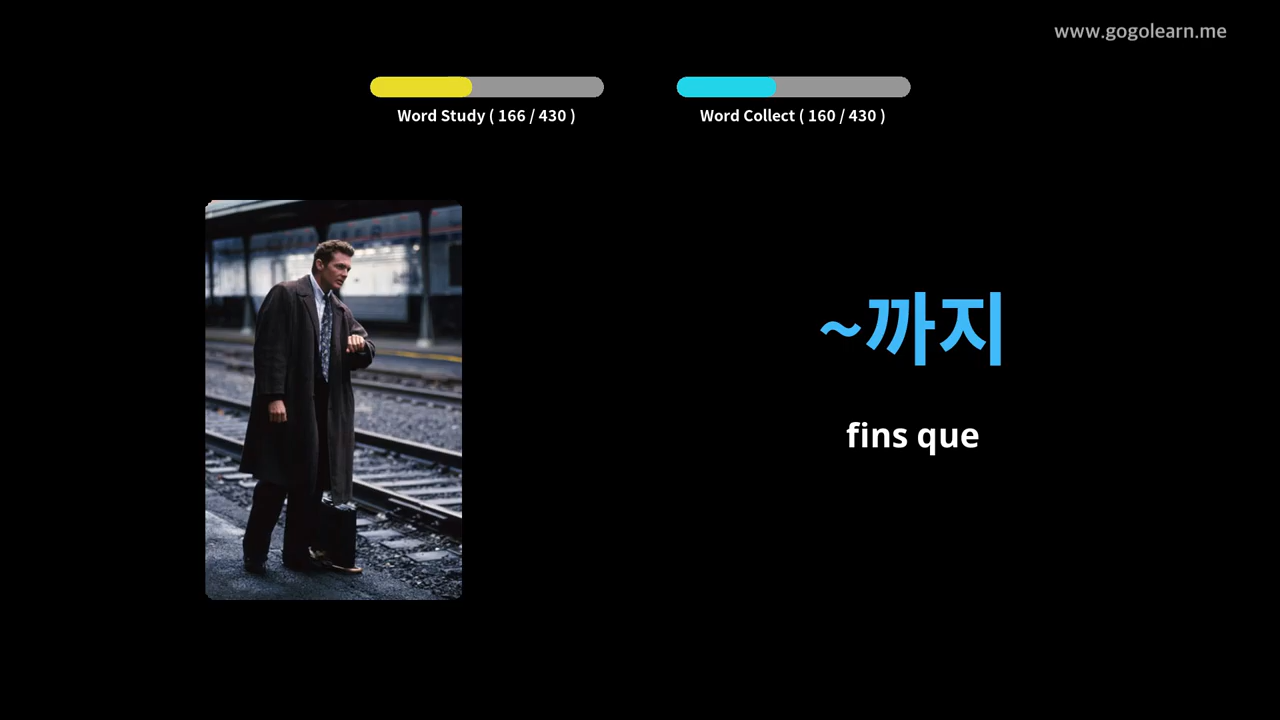 www.gogolearn.me
Word Study ( 166 / 430 )
Word Collect ( 160 / 430 )
~까지
fins que